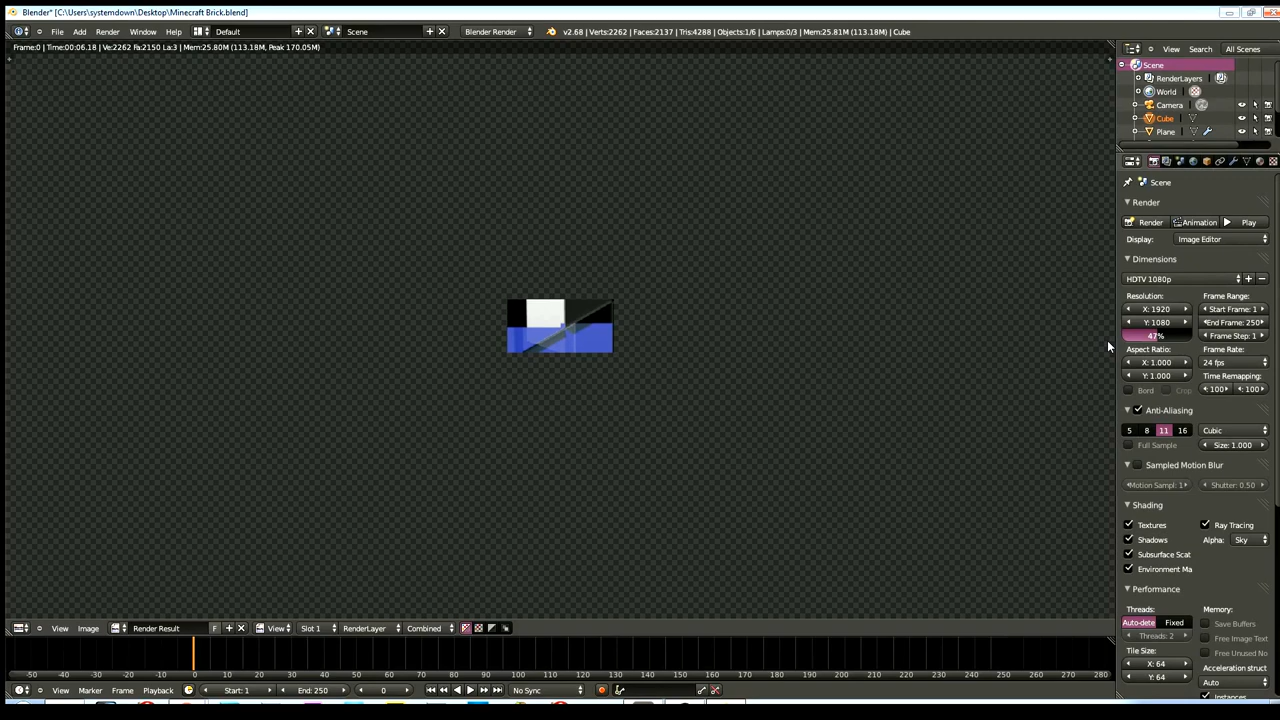 Blender* [C:\Users\systemdown\Desktop\Minecraft Brick.blend]
File Add Render Window Help Default Scene Blender Render v2.68 | Verts:2262 | Faces:2137 | Tris:4288 | Objects:1/6 | Lamps:0/3 | Mem:25.81M (113.18M) | Cube
Frame:0 | Time:00:06.18 | Ve:2262 Fa:2150 La:3 | Mem:25.80M (113.18M, Peak 170.05M)
View Search All Scenes
Scene
RenderLayers
World
Camera
Cube
Plane
Scene
Render
Render Animation Play
Display: Image Editor
Dimensions
HDTV 1080p
Resolution: Frame Range:
X: 1920 Start Frame: 1
Y: 1080 End Frame: 250
47% Frame Step: 1
Aspect Ratio: Frame Rate:
X: 1.000 24 fps
Y: 1.000 Time Remapping:
Bord Crop : 100 : 100
Anti-Aliasing
5 8 11 16 Cubic
Full Sample Size: 1.000
Sampled Motion Blur
Motion Sampl: 1 Shutter: 0.50
Shading
Textures Ray Tracing
Shadows Alpha: Sky
Subsurface Scat
Environment Ma
Performance
Threads: Memory:
Auto-dete Fixed Save Buffers
Threads: 2 Free Image Text
Free Unused No
Tile Size:
X: 64 Acceleration struct
Y: 64 Auto
Instances
View Image Render Result F View Slot 1 RenderLayer Combined
-50 -40 -30 -20 -10 0 10 20 30 40 50 60 70 80 90 100 110 120 130 140 150 160 170 180 190 200 210 220 230 240 250 260 270 280
View Marker Frame Playback Start: 1 End: 250 0 No Sync